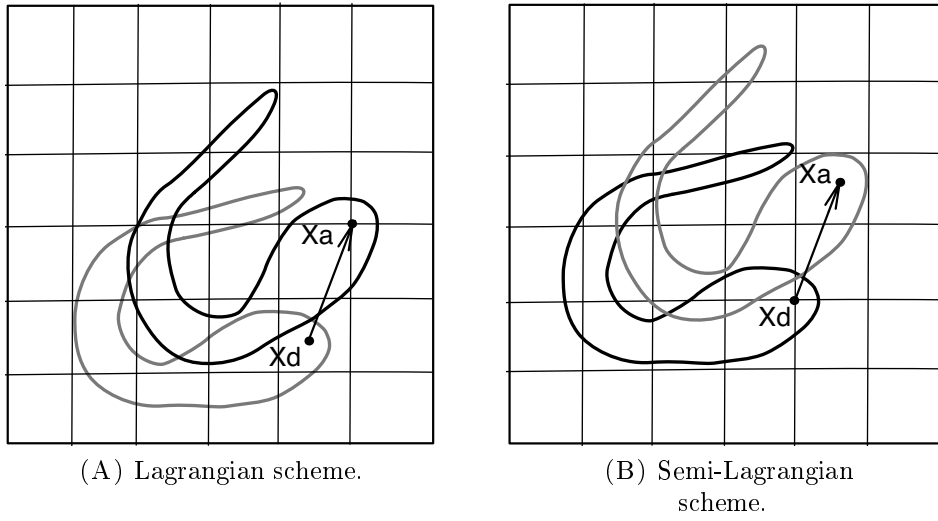 Xa
Xd
Xa
Xd
(A) Lagrangian scheme.
(B) Semi-Lagrangian
scheme.